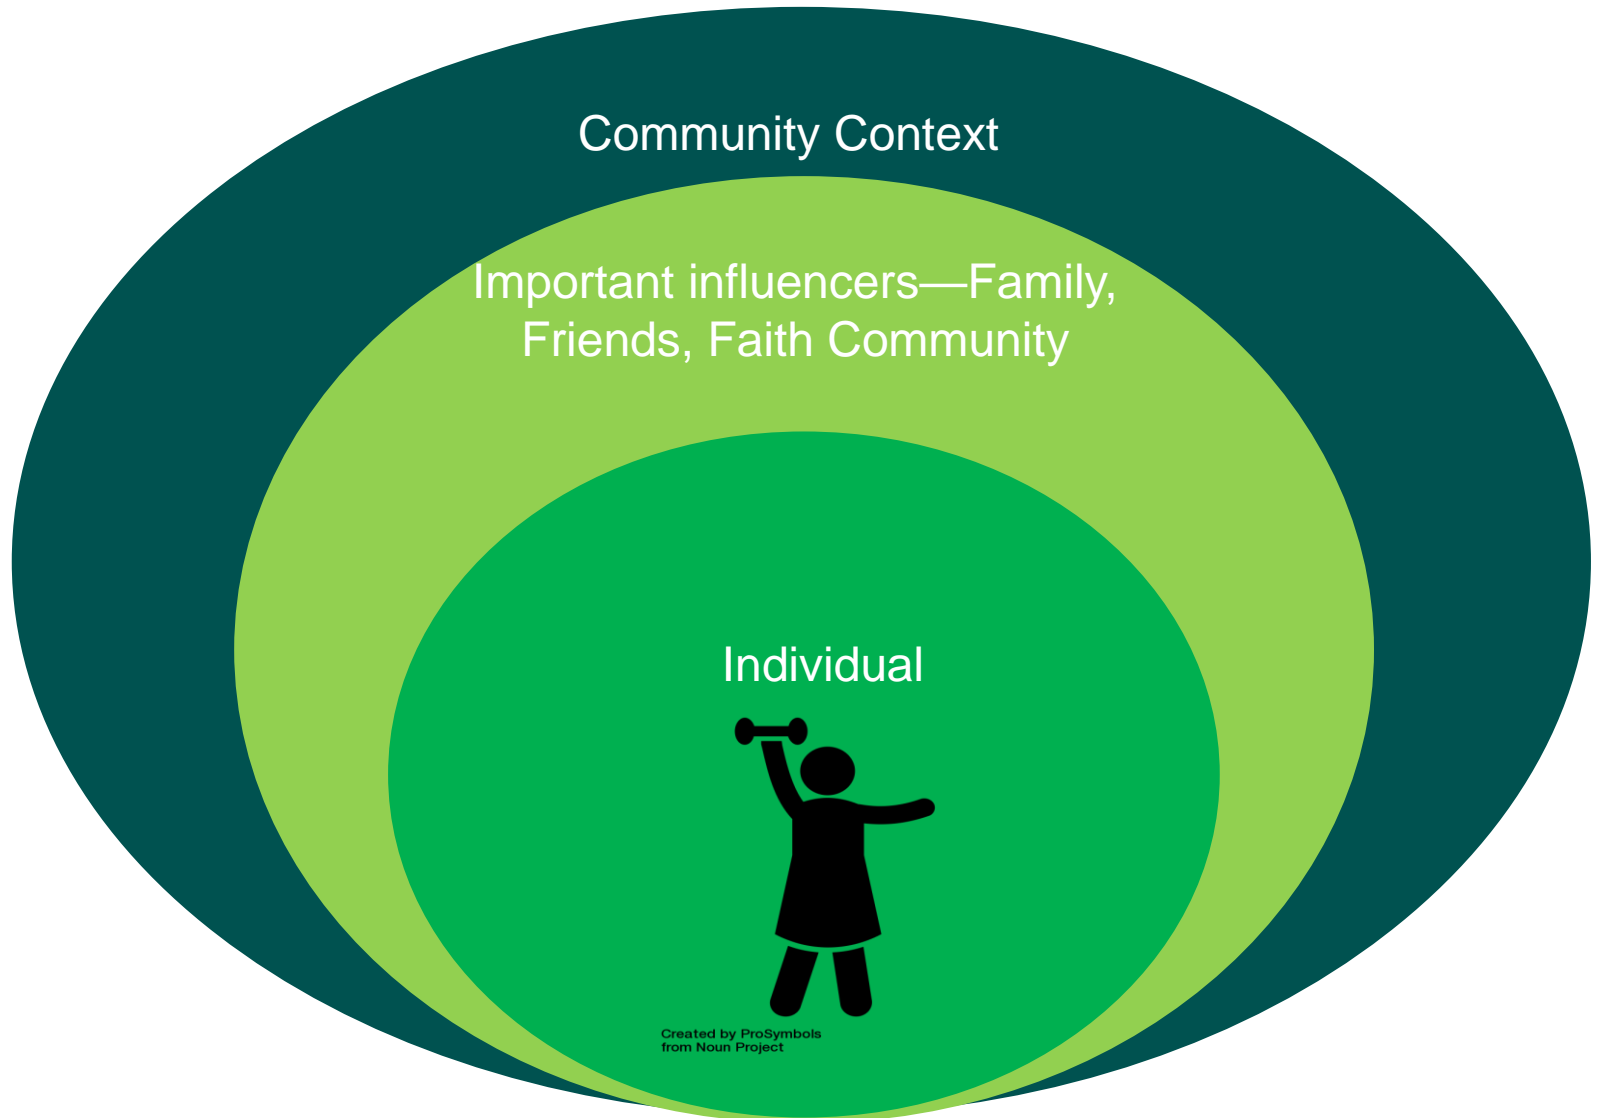 Community Context
Important influencers—Family,
Friends, Faith Community
Individual
Created by ProSymbols
from Noun Project